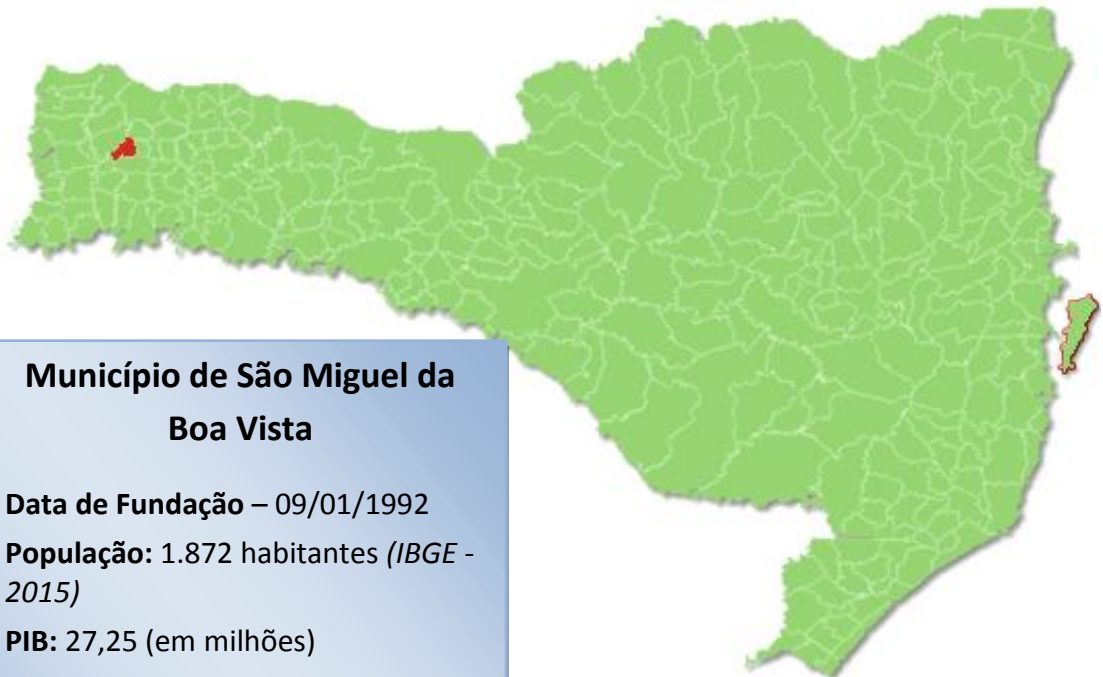 Município de São Miguel da
Boa Vista
Data de Fundação – 09/01/1992
População: 1.872 habitantes (IBGE -
2015)
PIB: 27,25 (em milhões)